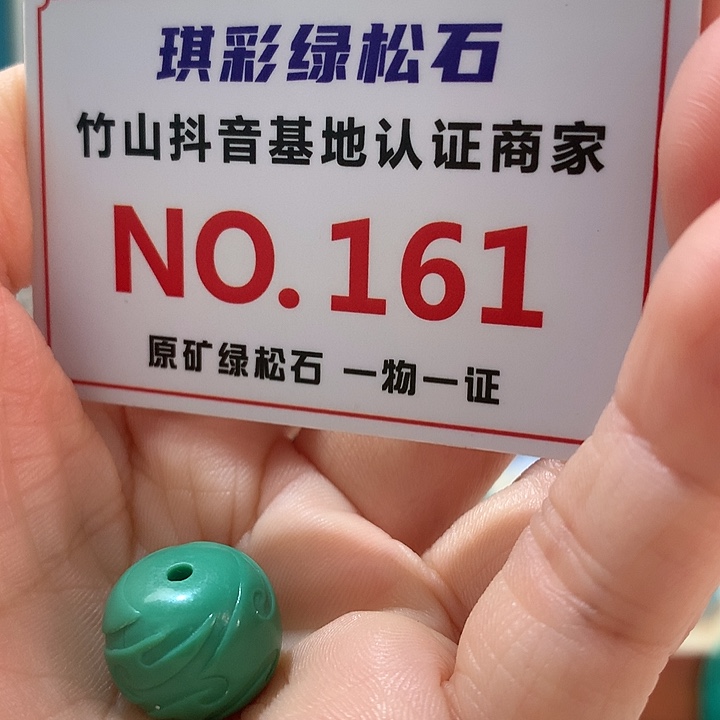 琪彩绿松石
竹山抖音基地认证商家
NO.161
原矿绿松石 一物一证